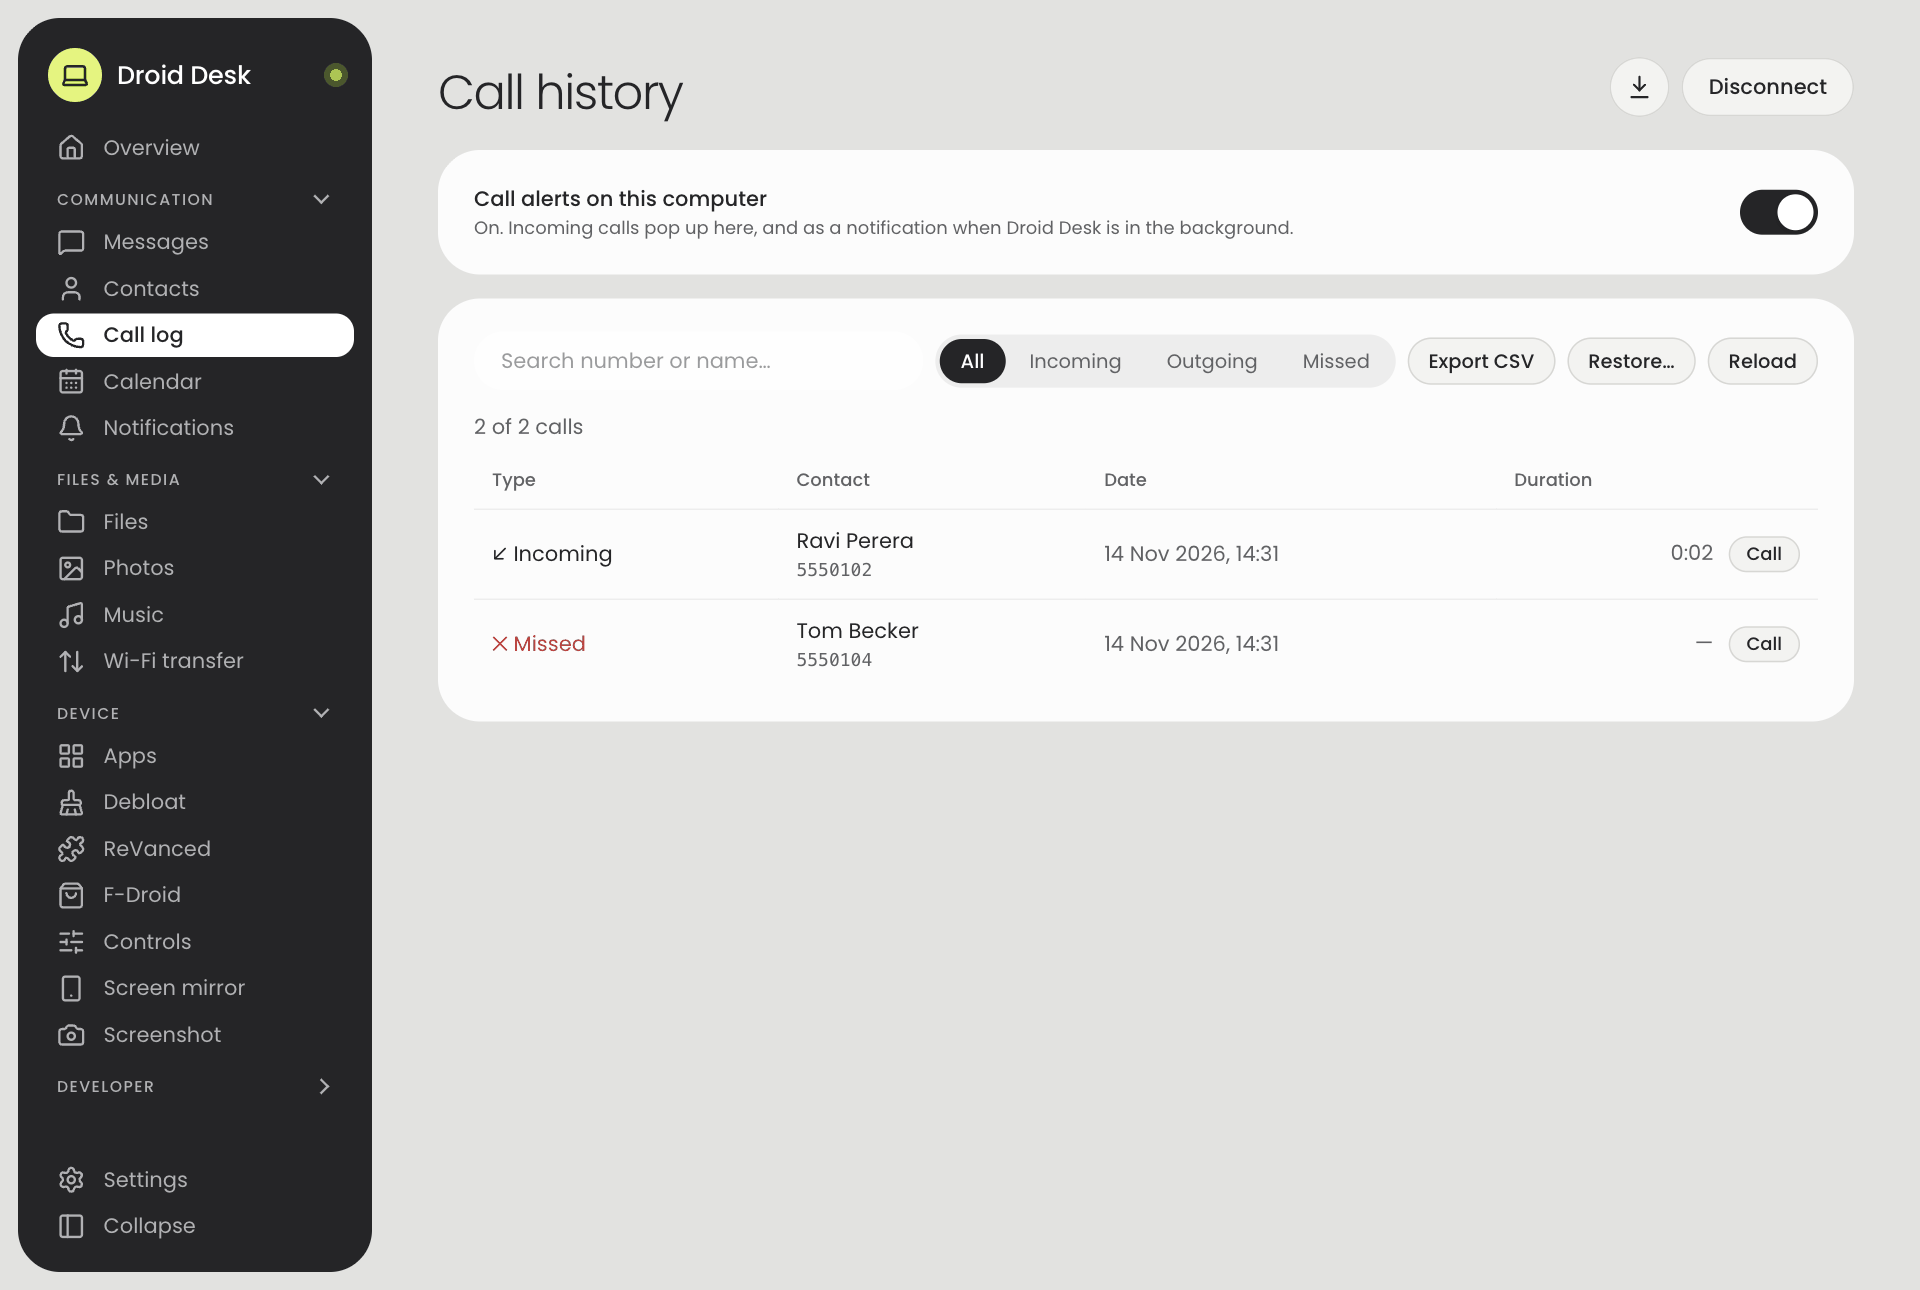 Droid Desk
Overview
COMMUNICATION
Messages
Contacts
Call log
Calendar
Notifications
FILES & MEDIA
Files
Photos
Music
Wi-Fi transfer
DEVICE
Apps
Debloat
ReVanced
F-Droid
Controls
Screen mirror
Screenshot
DEVELOPER
Settings
Collapse
Call history
Disconnect
Call alerts on this computer
On. Incoming calls pop up here, and as a notification when Droid Desk is in the background.
Search number or name...
All Incoming Outgoing Missed Export CSV Restore... Reload
2 of 2 calls
Type Contact Date Duration
Incoming Ravi Perera 14 Nov 2026, 14:31 0:02 Call
5550102
Missed Tom Becker 14 Nov 2026, 14:31 — Call
5550104